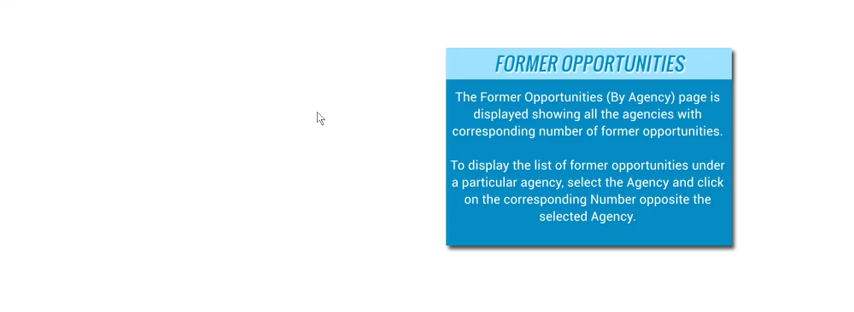 FORMER OPPORTUNITIES
The Former Opportunities (By Agency) page is
displayed showing all the agencies with
corresponding number of former opportunities.
To display the list of former opportunities under
a particular agency, select the Agency and click
on the corresponding Number opposite the
selected Agency.